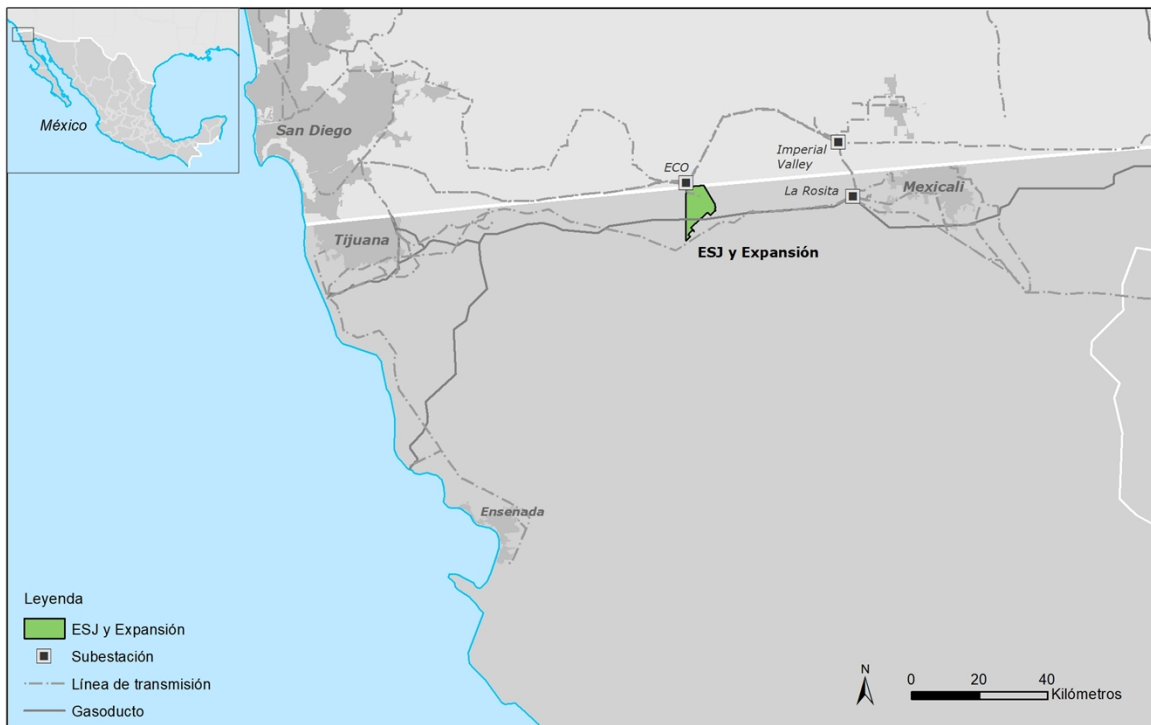 México
San Diego
Imperial
Valley
ECO
La Rosita
Mexicali
Tijuana
ESJ y Expansión
Ensenada
Leyenda
ESJ y Expansión
Subestación
Línea de transmisión
Gasoducto
N
0 20 40
Kilómetros